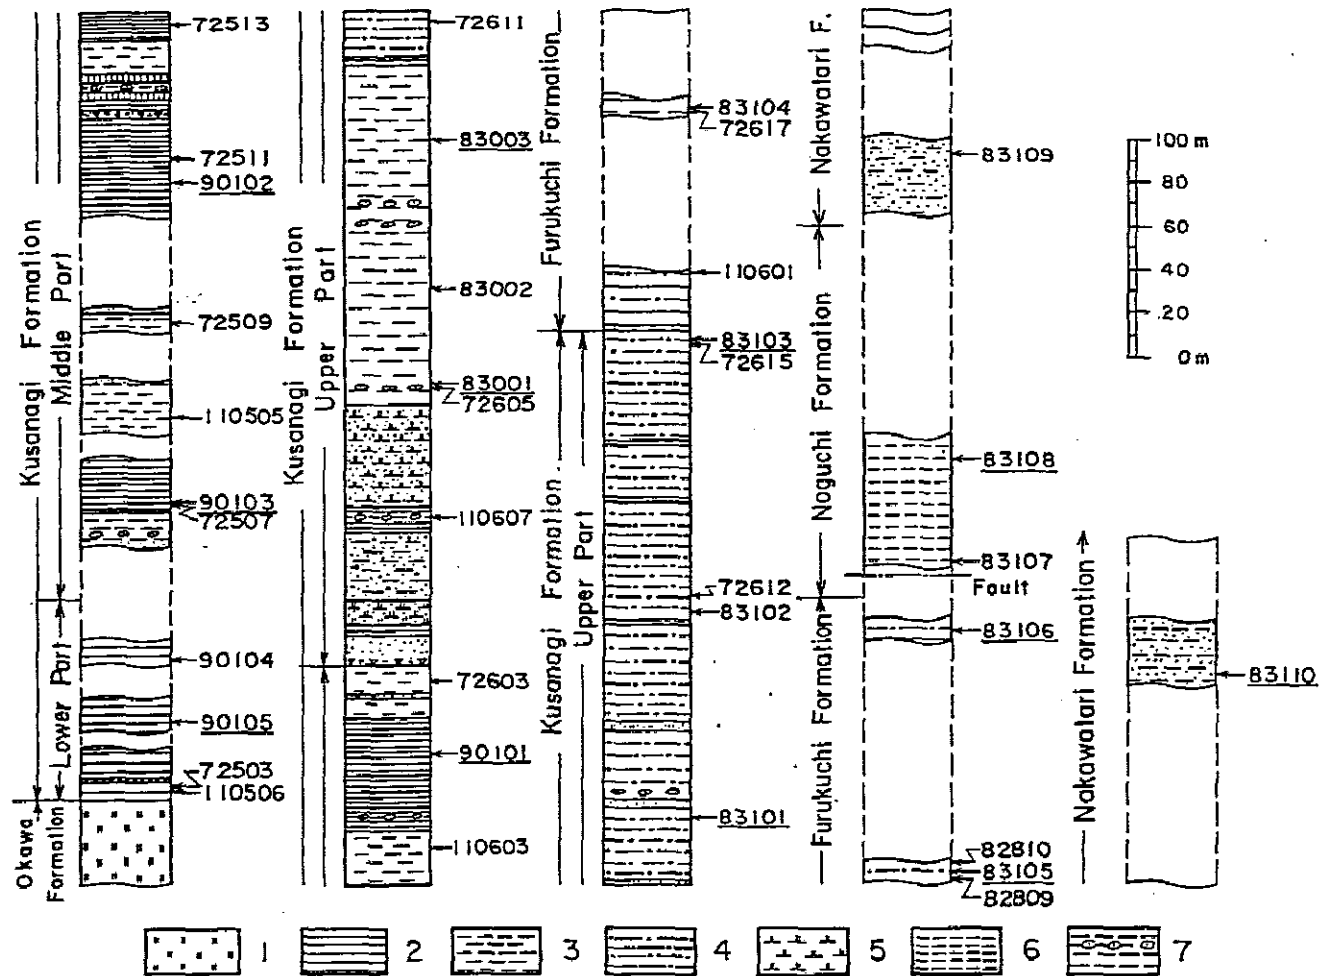 72513
72511
90102
72509
110505
90103
72507
90104
90105
72503
110506
Kusanagi Formation
Middle Part
Lower Part
Okawa
Formation
72611
83003
83002
83001
72605
110607
72603
90101
110603
Kusanagi Formation
Upper Part
83104
72617
110601
83103
72615
72612
83102
83101
Furukuchi Formation
Kusanagi Formation
Upper Part
83109
83108
83107
Fault
83106
82810
83105
82809
Nakawatari F.
Noguchi Formation
Furukuchi Formation
100 m
80
60
40
20
0 m
83110
Nakawatari Formation
1 2 3 4 5 6 7